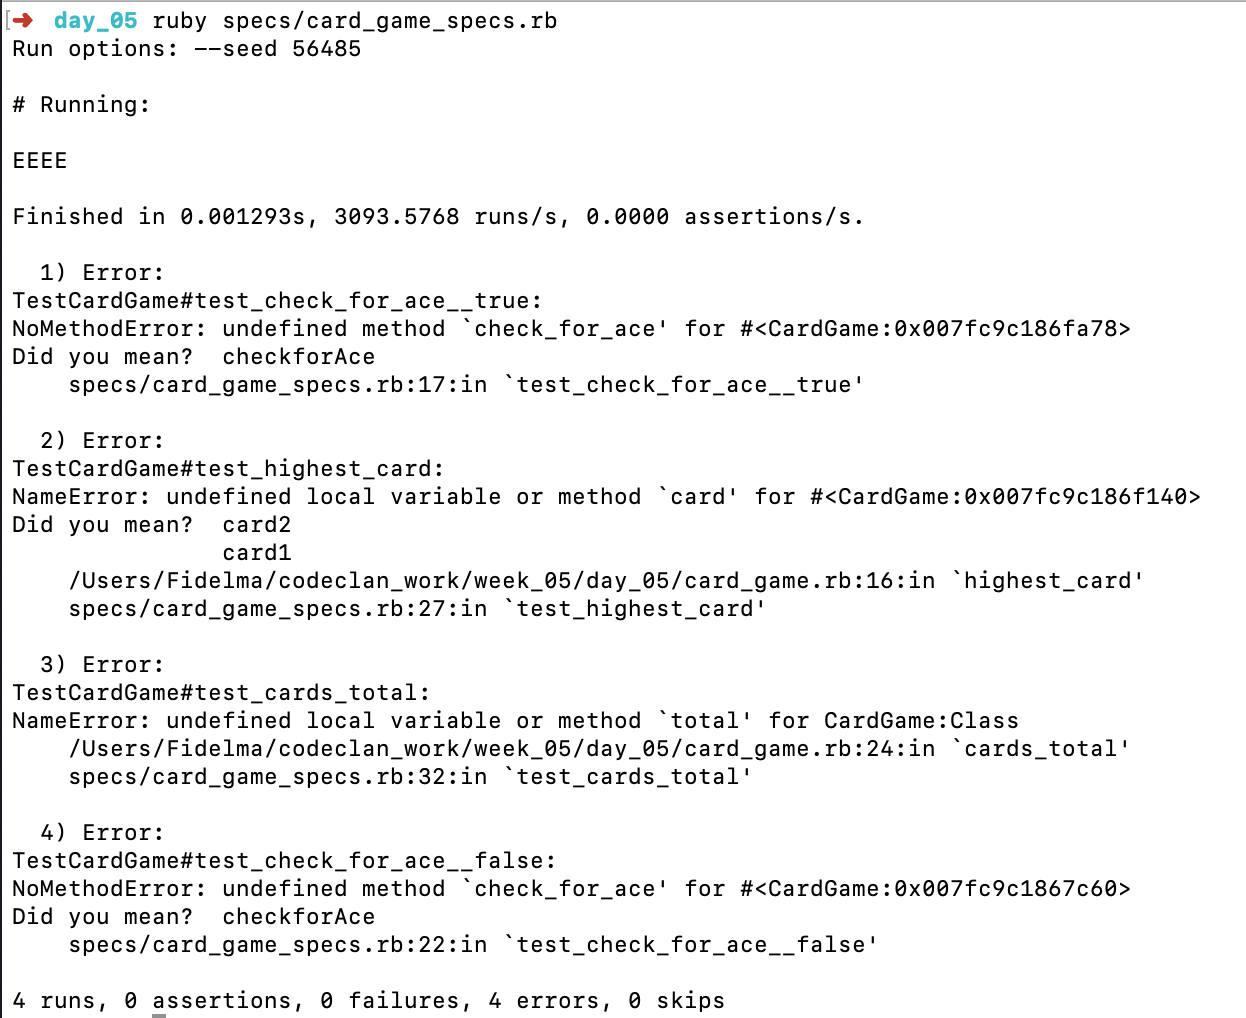 [➜  day_05 ruby specs/card_game_specs.rb
Run options: --seed 56485
# Running:
EEEE
Finished in 0.001293s, 3093.5768 runs/s, 0.0000 assertions/s.
  1) Error:
TestCardGame#test_check_for_ace__true:
NoMethodError: undefined method `check_for_ace' for #<CardGame:0x007fc9c186fa78>
Did you mean?  checkforAce
    specs/card_game_specs.rb:17:in `test_check_for_ace__true'
  2) Error:
TestCardGame#test_highest_card:
NameError: undefined local variable or method `card' for #<CardGame:0x007fc9c186f140>
Did you mean?  card2
               card1
    /Users/Fidelma/codeclan_work/week_05/day_05/card_game.rb:16:in `highest_card'
    specs/card_game_specs.rb:27:in `test_highest_card'
  3) Error:
TestCardGame#test_cards_total:
NameError: undefined local variable or method `total' for CardGame:Class
    /Users/Fidelma/codeclan_work/week_05/day_05/card_game.rb:24:in `cards_total'
    specs/card_game_specs.rb:32:in `test_cards_total'
  4) Error:
TestCardGame#test_check_for_ace__false:
NoMethodError: undefined method `check_for_ace' for #<CardGame:0x007fc9c1867c60>
Did you mean?  checkforAce
    specs/card_game_specs.rb:22:in `test_check_for_ace__false'
4 runs, 0 assertions, 0 failures, 4 errors, 0 skips